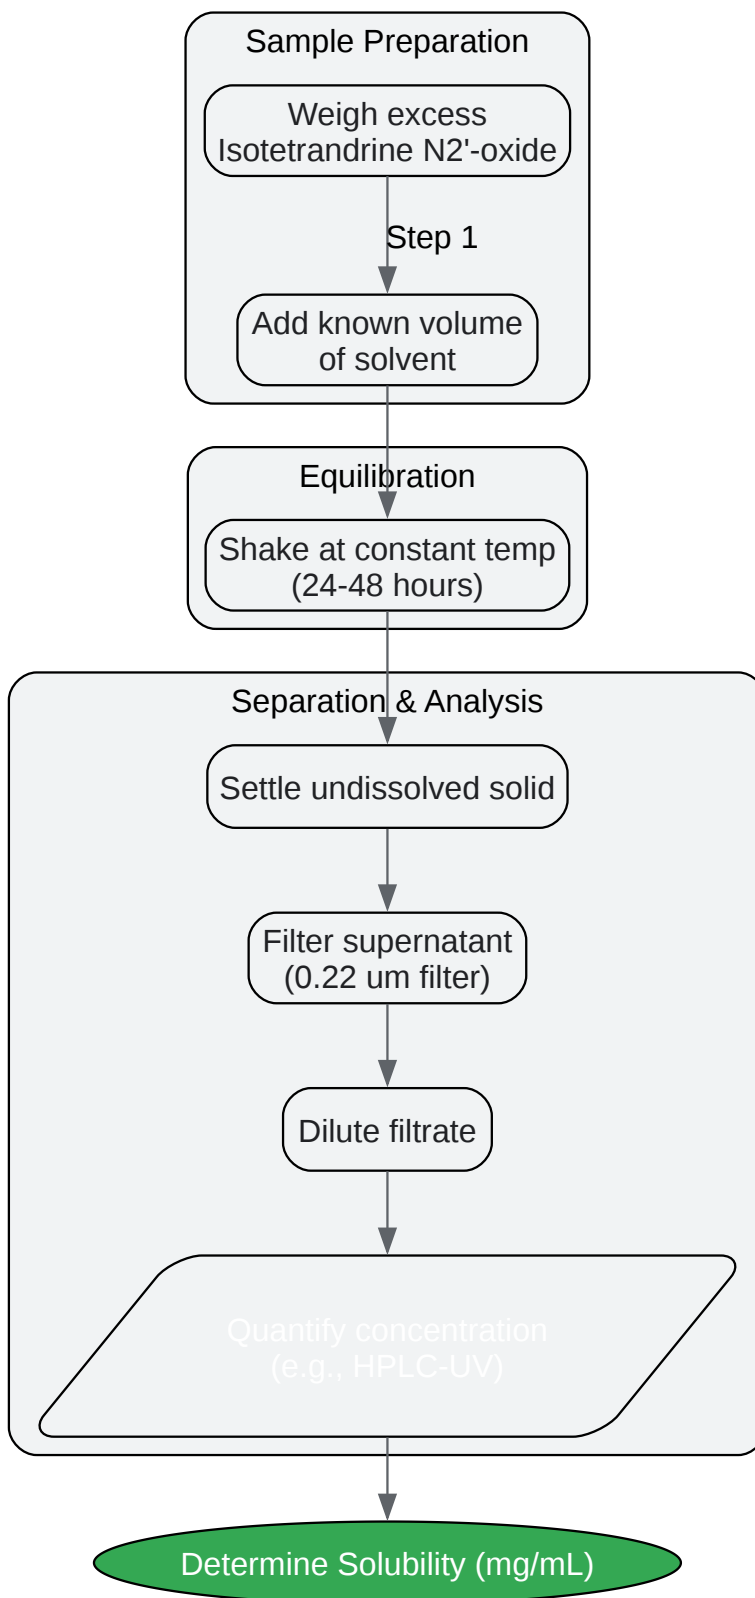 Sample Preparation
Weigh excess
Isotetrandrine N2'-oxide
Step 1
Add known volume
of solvent
Equilibration
Shake at constant temp
(24-48 hours)
Separation & Analysis
Settle undissolved solid
Filter supernatant
(0.22 um filter)
Dilute filtrate
Quantify concentration
(e.g., HPLC-UV)
Determine Solubility (mg/mL)